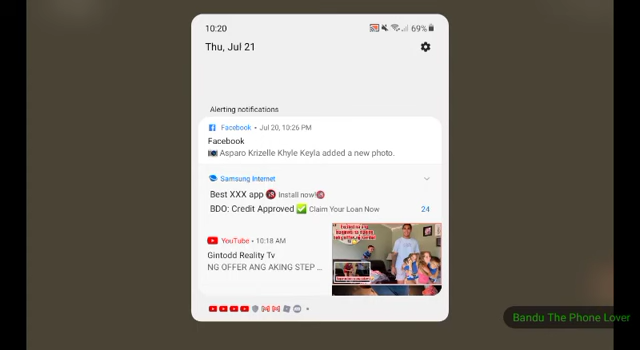 10:20
69%
Thu, Jul 21
Alerting notifications
Facebook • Jul 20, 10:26 PM
Facebook
Asparo Krizelle Khyle Keyla added a new photo.
Samsung Internet
Best XXX app 🔞 Install now!🔞
BDO: Credit Approved ✅ Claim Your Loan Now
24
YouTube • 10:18 AM
Gintodd Reality Tv
NG OFFER ANG AKING STEP ...
Bandu The Phone Lover